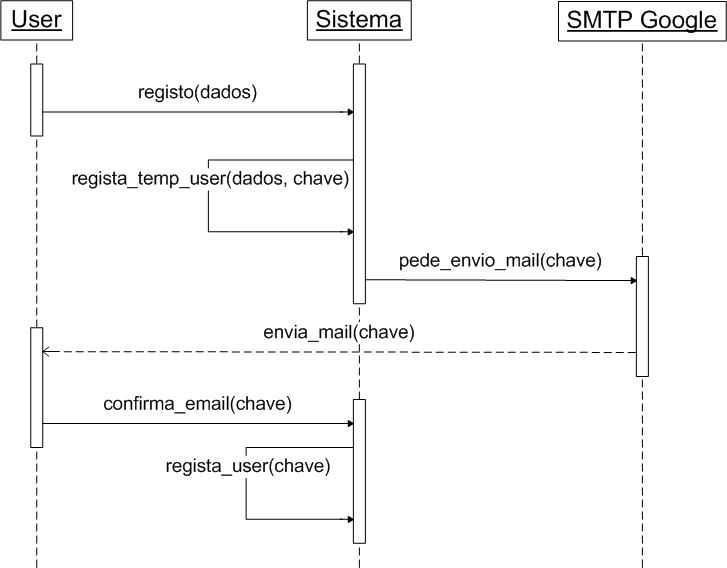 User
Sistema
SMTP Google
registo(dados)
regista_temp_user(dados, chave)
pede_envio_mail(chave)
envia_mail(chave)
confirma_email(chave)
regista_user(chave)